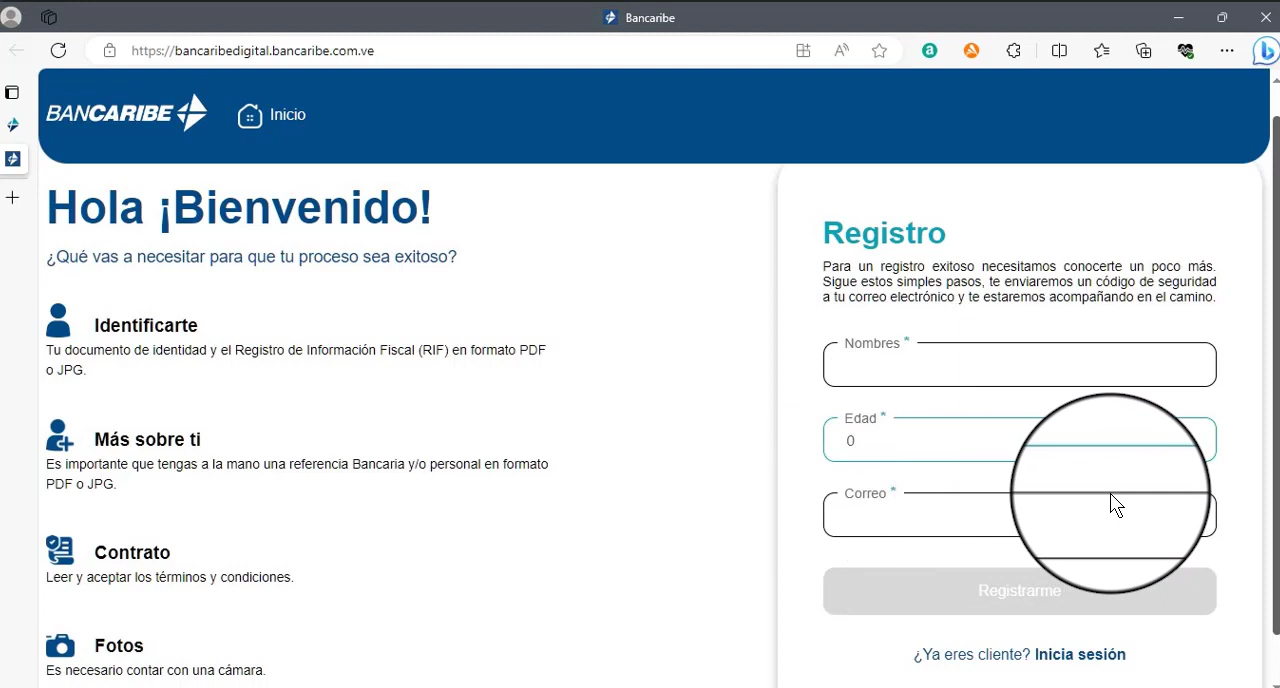 Bancaribe
https://bancaribedigital.bancaribe.com.ve
BANCARIBE
Inicio
Hola ¡Bienvenido!
¿Qué vas a necesitar para que tu proceso sea exitoso?
Identificarte
Tu documento de identidad y el Registro de Información Fiscal (RIF) en formato PDF
o JPG.
Más sobre ti
Es importante que tengas a la mano una referencia Bancaria y/o personal en formato
PDF o JPG.
Contrato
Leer y aceptar los términos y condiciones.
Fotos
Es necesario contar con una cámara.
Registro
Para un registro exitoso necesitamos conocerte un poco más.
Sigue estos simples pasos, te enviaremos un código de seguridad
a tu correo electrónico y te estaremos acompañando en el camino.
Nombres *
Edad *
0
Correo *
Registrarme
¿Ya eres cliente? Inicia sesión